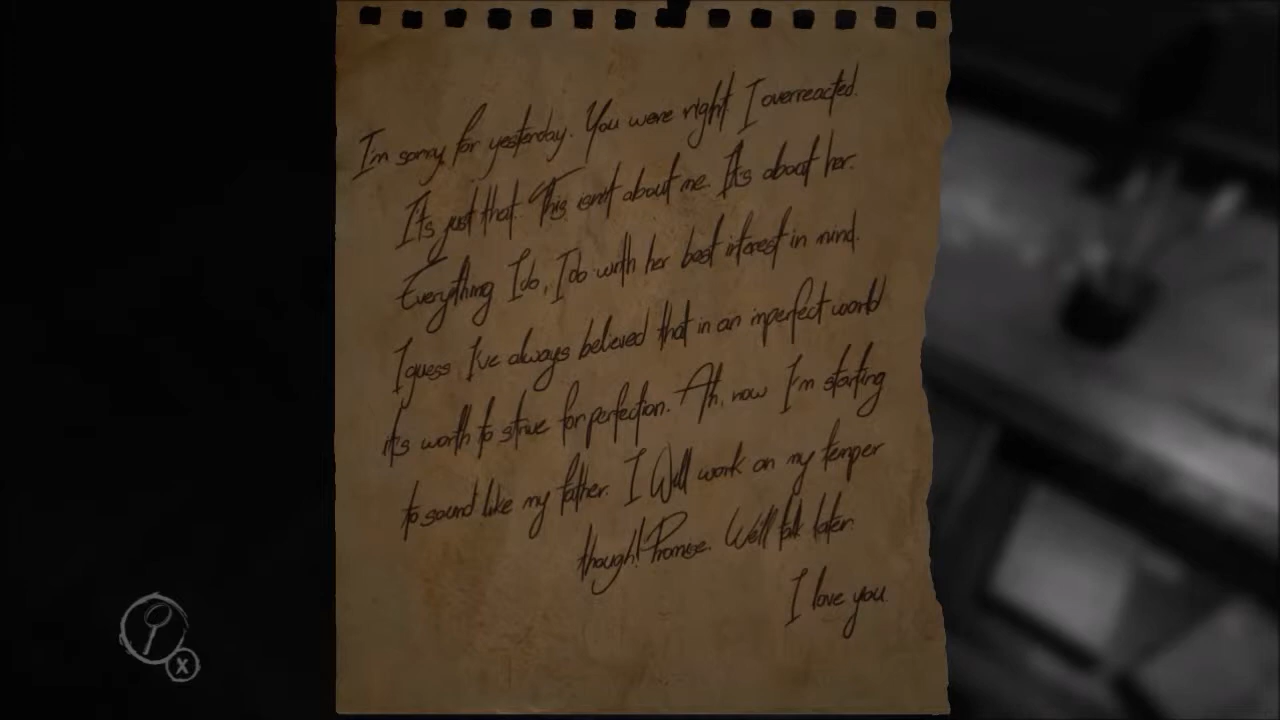 I'm sorry for yesterday. You were right I overreacted.
It's just that. This isn't about me. It's about her.
Everything I do, I do with her best interest in mind.
I guess I've always believed that in an imperfect world
it's worth to strive for perfection. Ah, now I'm starting
to sound like my father. I Will work on my temper
though! Promise. We'll talk later.
I love you.
X